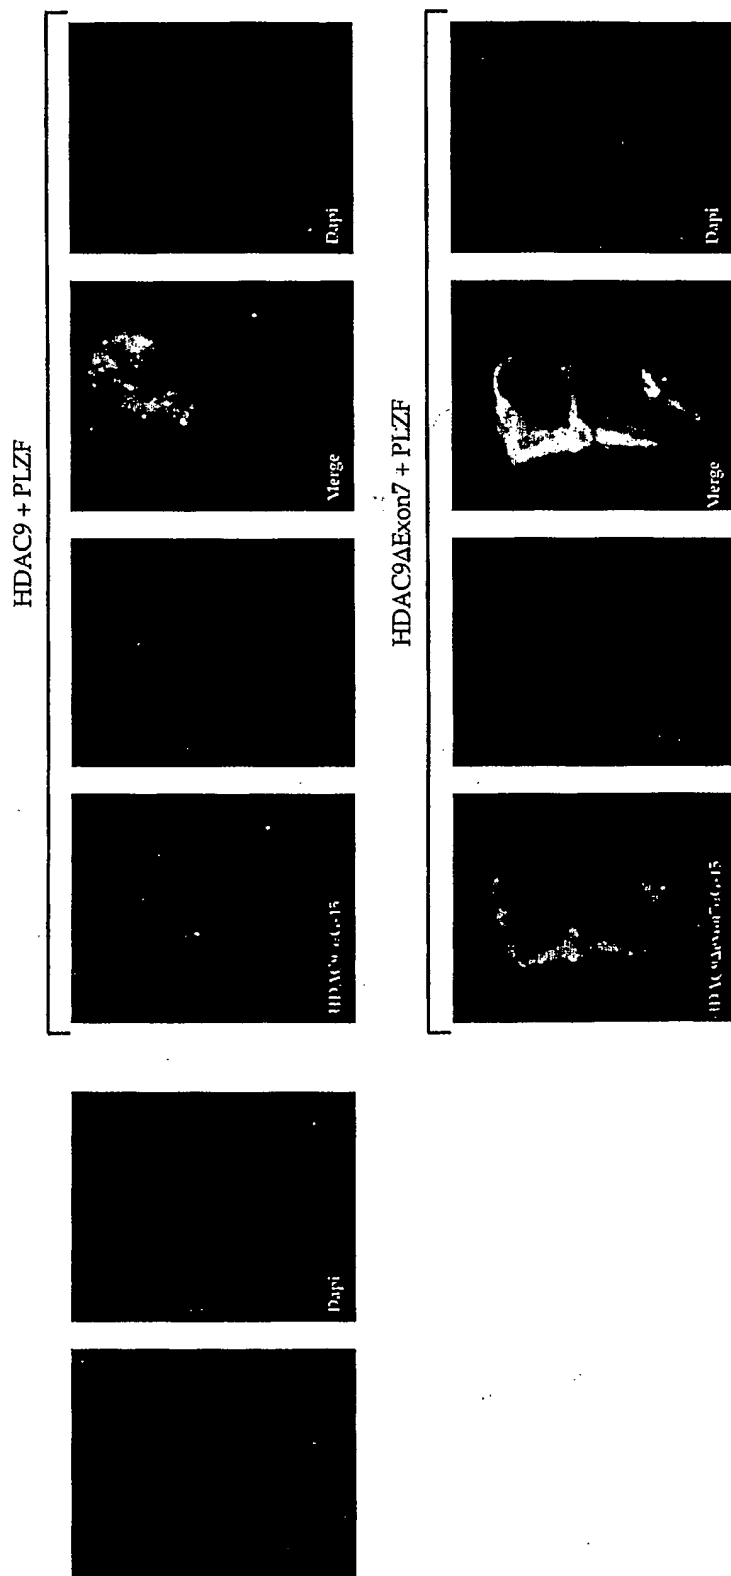 HDAC9 + PLZF
Dapi
Merge
Dapi
HDAC9ΔExon7 + PLZF
Dapi
Merge